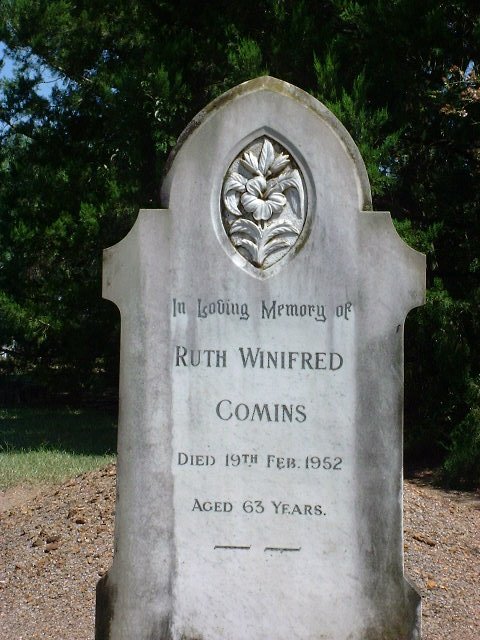 In Loving Memory of
RUTH WINIFRED
COMINS
DIED 19TH FEB. 1952
AGED 63 YEARS.